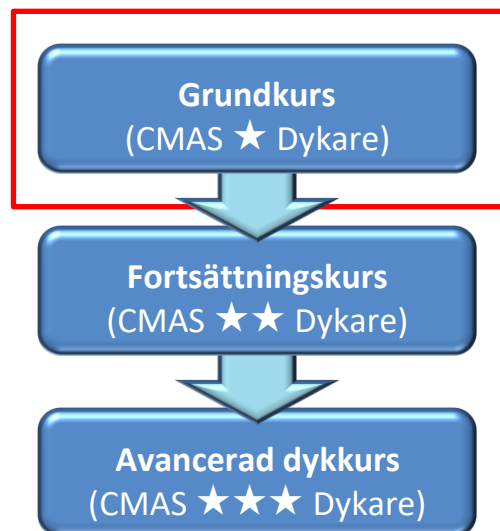 Grundkurs
(CMAS ★ Dykare)
Fortsättningskurs
(CMAS ★★ Dykare)
Avancerad dykkurs
(CMAS ★★★ Dykare)